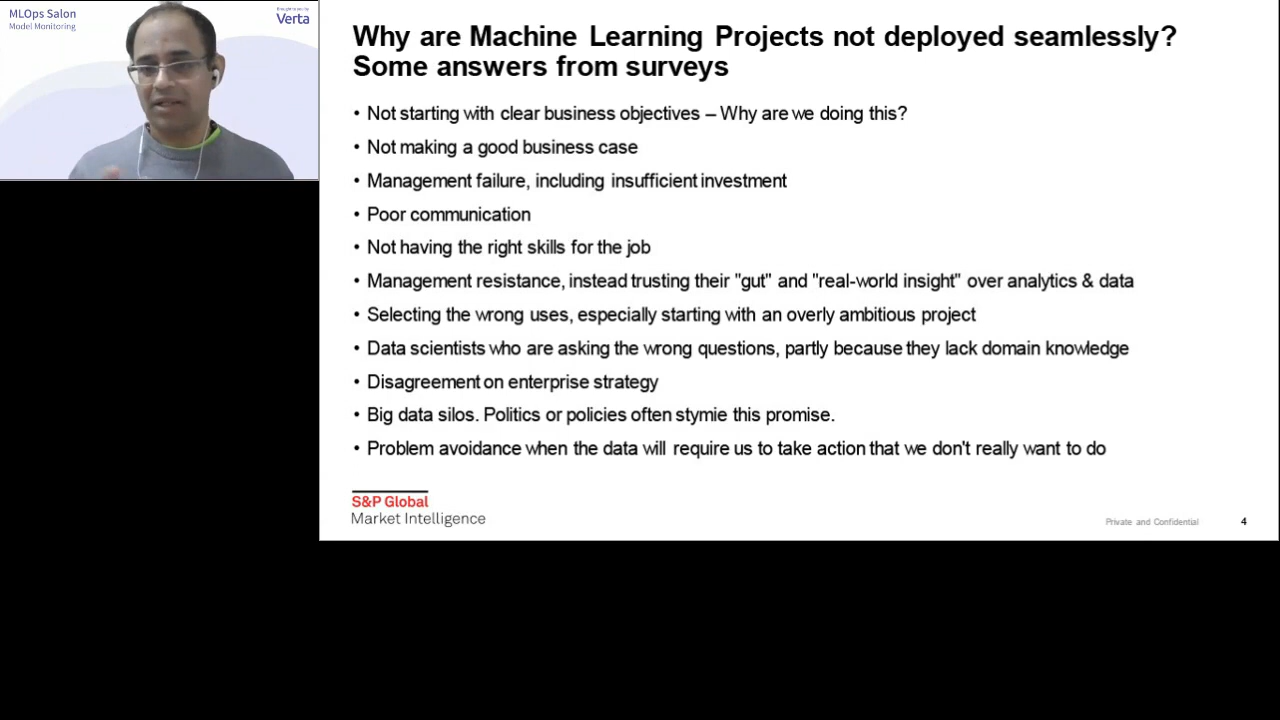 MLOps Salon
Model Monitoring
Brought to you by
Verta
Why are Machine Learning Projects not deployed seamlessly?
Some answers from surveys
• Not starting with clear business objectives – Why are we doing this?
• Not making a good business case
• Management failure, including insufficient investment
• Poor communication
• Not having the right skills for the job
• Management resistance, instead trusting their "gut" and "real-world insight" over analytics & data
• Selecting the wrong uses, especially starting with an overly ambitious project
• Data scientists who are asking the wrong questions, partly because they lack domain knowledge
• Disagreement on enterprise strategy
• Big data silos. Politics or policies often stymie this promise.
• Problem avoidance when the data will require us to take action that we don't really want to do
S&P Global
Market Intelligence
Private and Confidential
4